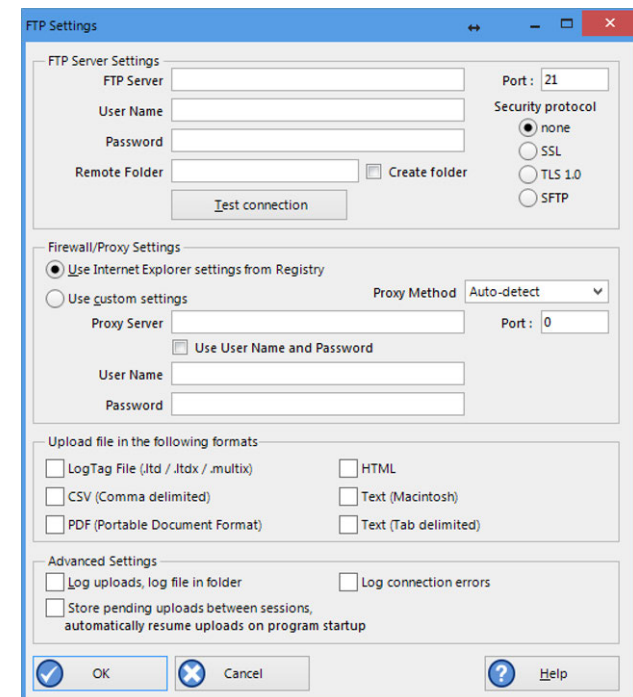 FTP Settings
FTP Server Settings
FTP Server
Port : 21
User Name
Security protocol
none
Password
SSL
Remote Folder
Create folder
TLS 1.0
Test connection
SFTP
Firewall/Proxy Settings
Use Internet Explorer settings from Registry
Use custom settings
Proxy Method Auto-detect
Proxy Server
Port : 0
Use User Name and Password
User Name
Password
Upload file in the following formats
LogTag File (.ltd / .ltdx / .multix)
HTML
CSV (Comma delimited)
Text (Macintosh)
PDF (Portable Document Format)
Text (Tab delimited)
Advanced Settings
Log uploads, log file in folder
Log connection errors
Store pending uploads between sessions,
automatically resume uploads on program startup
OK
Cancel
Help